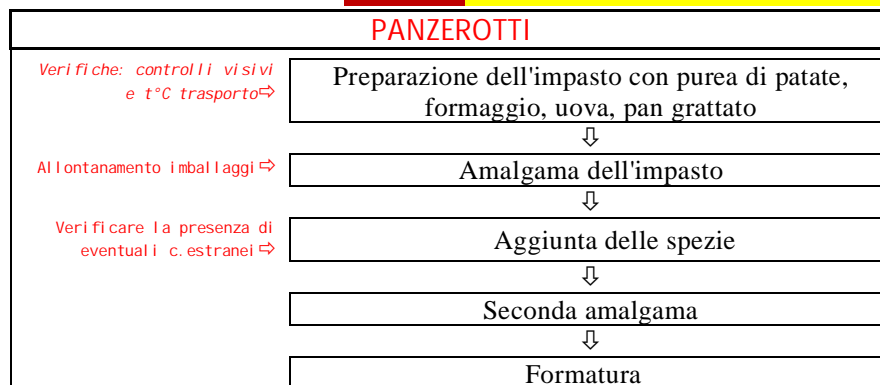 PANZEROTTI
Verifiche: controlli visivi
e t°C trasporto⇨
Preparazione dell'impasto con purea di patate,
formaggio, uova, pan grattato
⇩
Allontanamento imballaggi⇨
Amalgama dell'impasto
⇩
Verificare la presenza di
eventuali c.estranei⇨
Aggiunta delle spezie
⇩
Seconda amalgama
⇩
Formatura